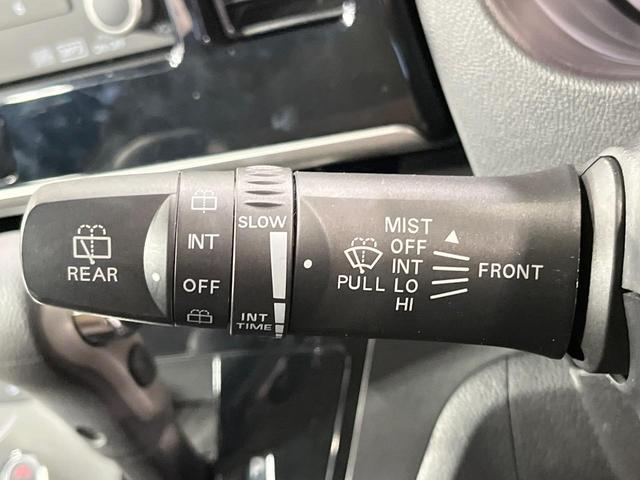 REAR
INT
OFF
SLOW
INT
TIME
PULL
MIST
OFF
INT
LO
HI
FRONT